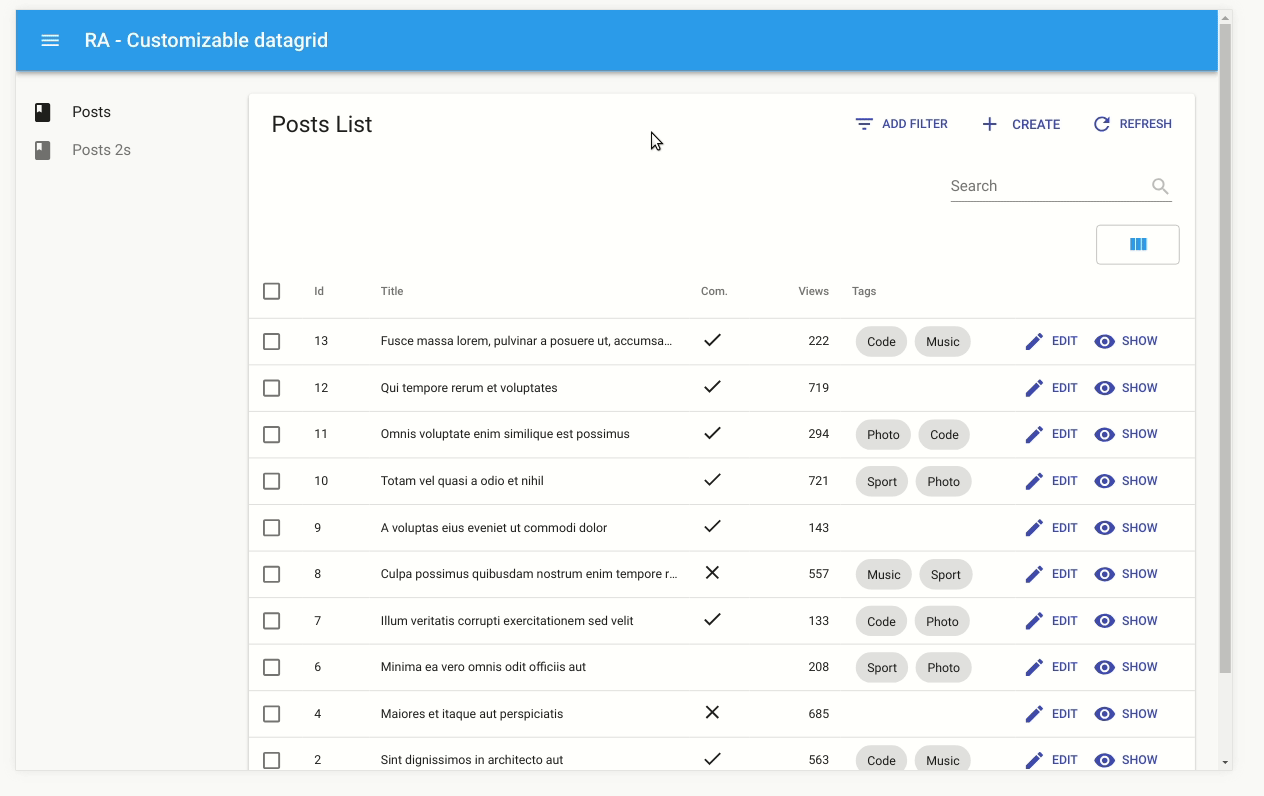 RA - Customizable datagrid
Posts
Posts 2s
Posts List
ADD FILTER CREATE REFRESH
Search
Id Title Com. Views Tags
13 Fusce massa lorem, pulvinar a posuere ut, accumsa... 222 Code Music EDIT SHOW
12 Qui tempore rerum et voluptates 719 EDIT SHOW
11 Omnis voluptate enim similique est possimus 294 Photo Code EDIT SHOW
10 Totam vel quasi a odio et nihil 721 Sport Photo EDIT SHOW
9 A voluptas eius eveniet ut commodi dolor 143 EDIT SHOW
8 Culpa possimus quibusdam nostrum enim tempore r... 557 Music Sport EDIT SHOW
7 Illum veritatis corrupti exercitationem sed velit 133 Code Photo EDIT SHOW
6 Minima ea vero omnis odit officiis aut 208 Sport Photo EDIT SHOW
4 Maiores et itaque aut perspiciatis 685 EDIT SHOW
2 Sint dignissimos in architecto aut 563 Code Music EDIT SHOW